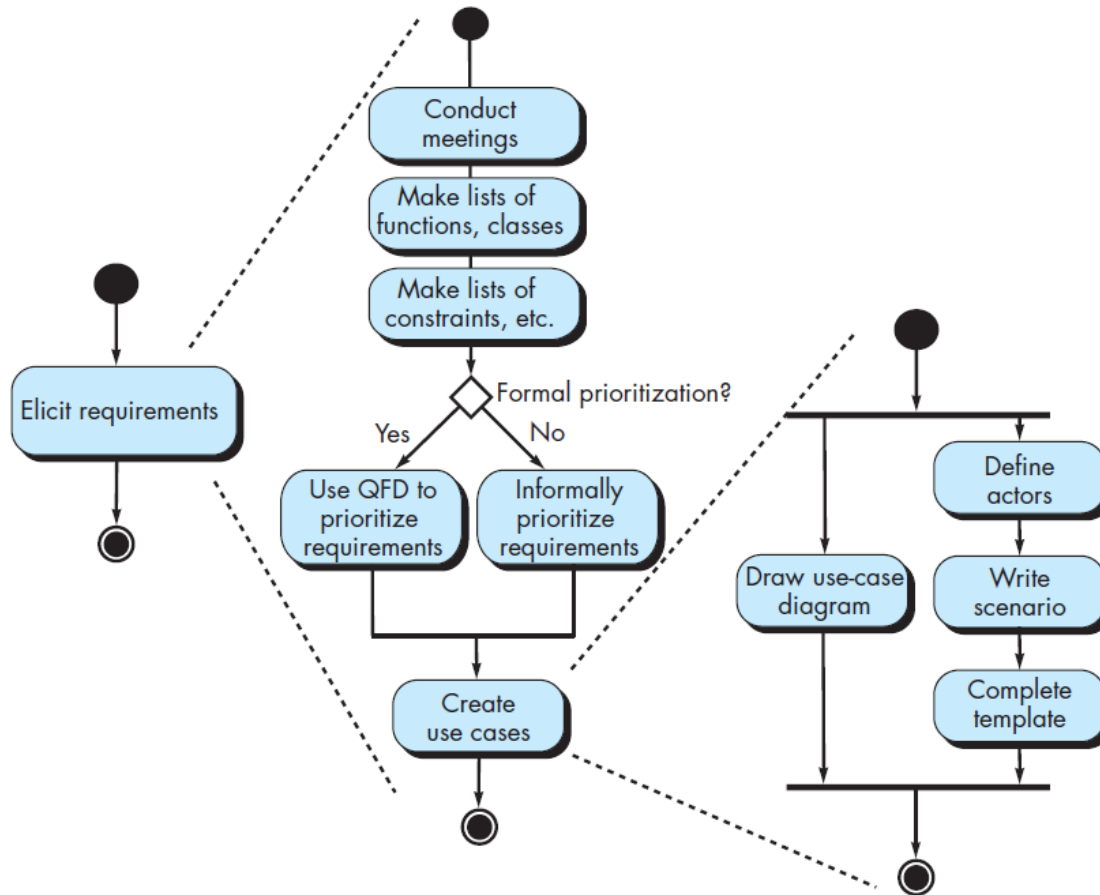 Elicit requirements
Conduct
meetings
Make lists of
functions, classes
Make lists of
constraints, etc.
Formal prioritization?
Yes
No
Use QFD to
prioritize
requirements
Informally
prioritize
requirements
Create
use cases
Draw use-case
diagram
Define
actors
Write
scenario
Complete
template